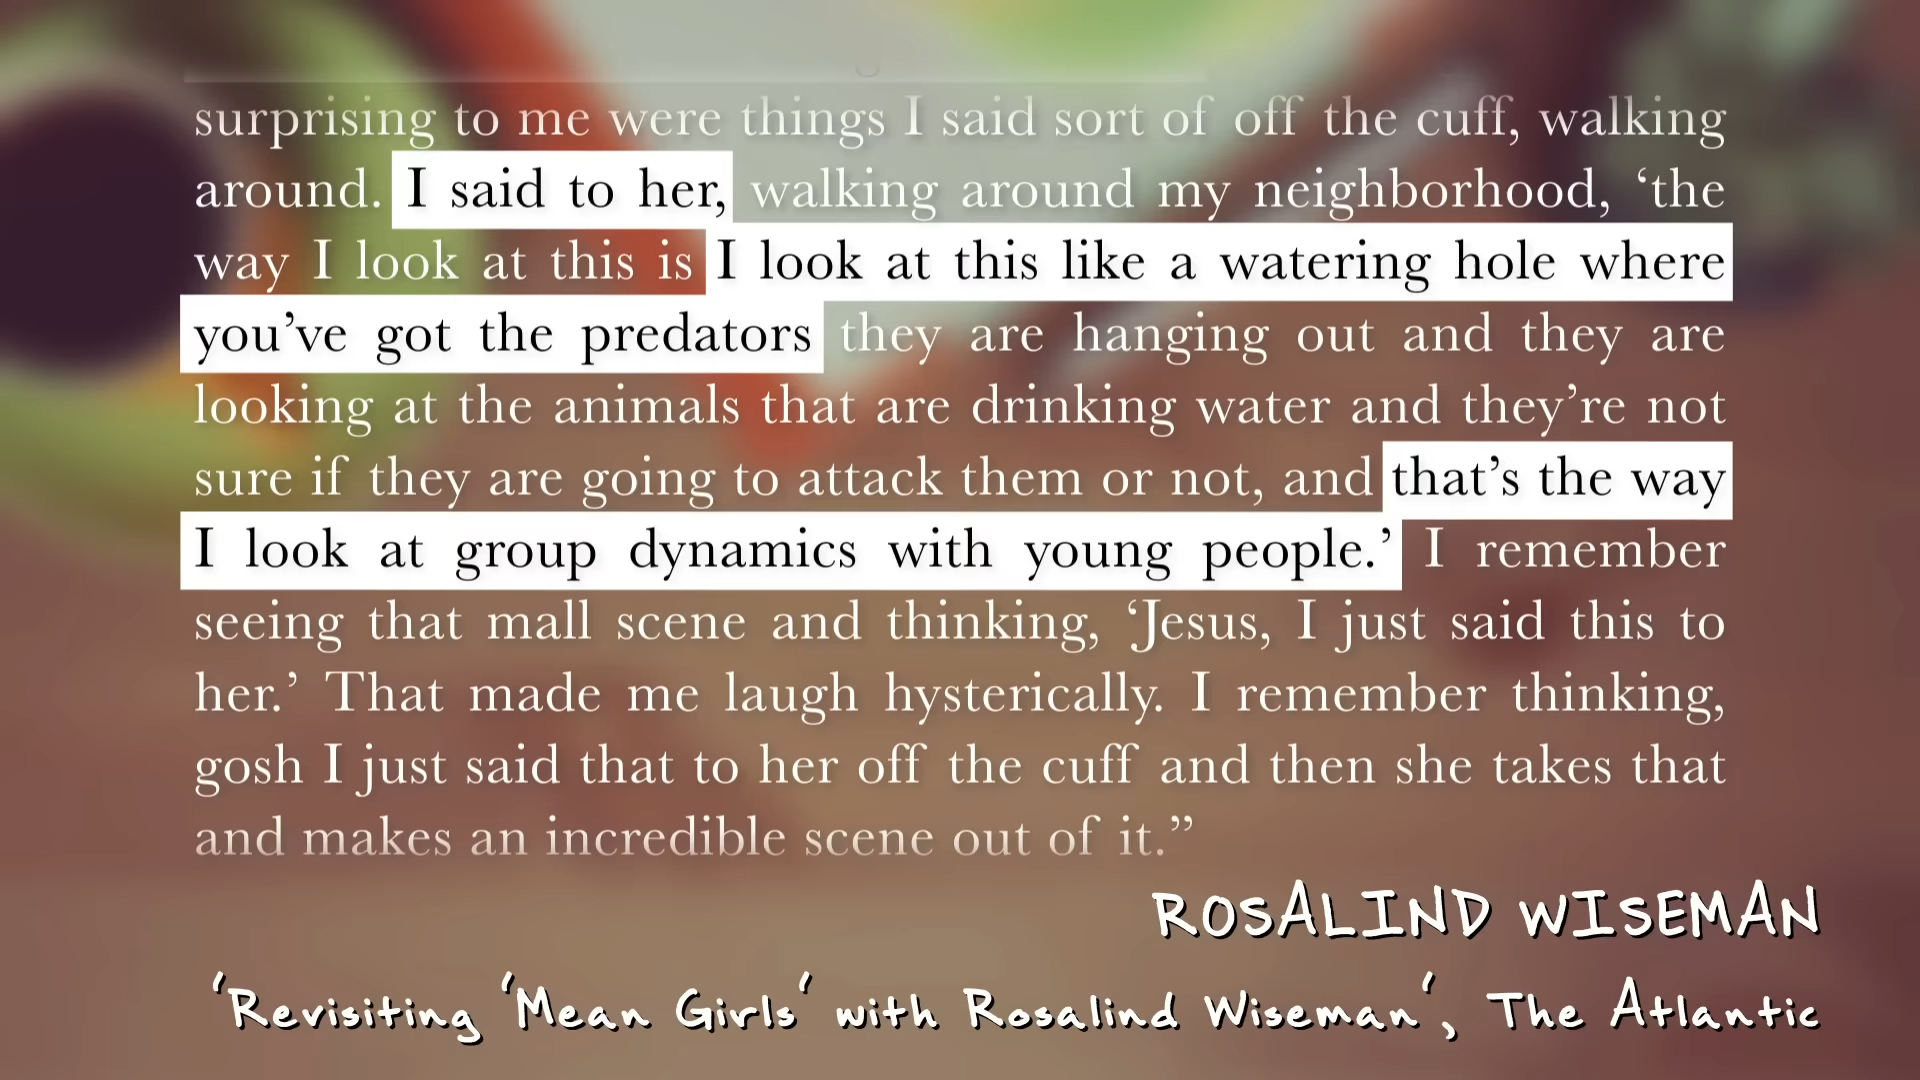 surprising to me were things I said sort of off the cuff, walking
around. I said to her, walking around my neighborhood, ‘the
way I look at this is I look at this like a watering hole where
you’ve got the predators they are hanging out and they are
looking at the animals that are drinking water and they’re not
sure if they are going to attack them or not, and that’s the way
I look at group dynamics with young people.’ I remember
seeing that mall scene and thinking, ‘Jesus, I just said this to
her.’ That made me laugh hysterically. I remember thinking,
gosh I just said that to her off the cuff and then she takes that
and makes an incredible scene out of it.”
ROSALIND WISEMAN
'Revisiting 'Mean Girls' with Rosalind Wiseman', The Atlantic